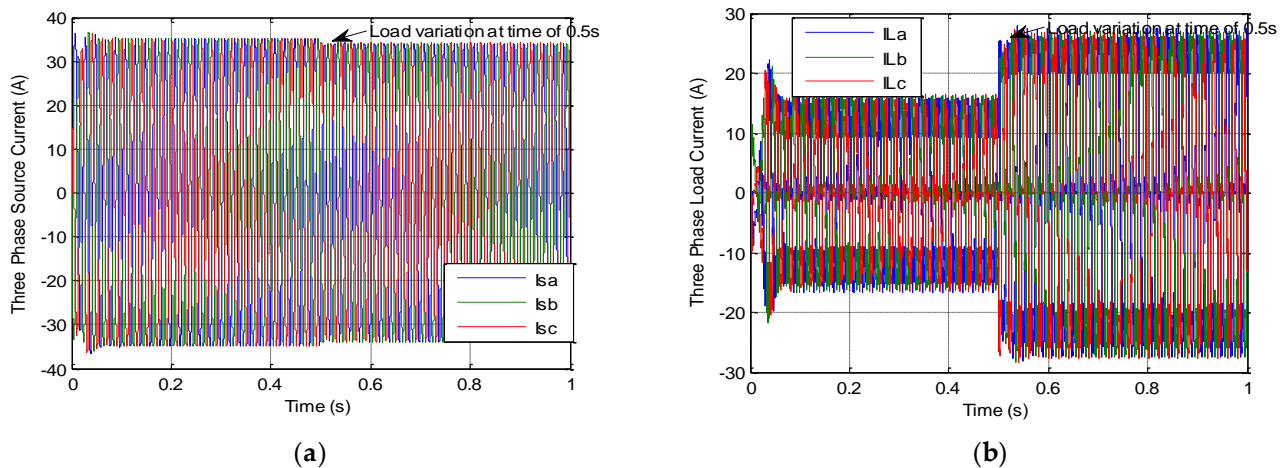 40
30
20
10
0
-10
-20
-30
-40
Three Phase Source Current (A)
Load variation at time of 0.5s
Isa
Isb
Isc
0 0.2 0.4 0.6 0.8 1
Time (s)
(a)
30
20
10
0
-10
-20
-30
Three Phase Load Current (A)
ILa
ILb
ILc
Load variation at time of 0.5s
0 0.2 0.4 0.6 0.8 1
Time (s)
(b)